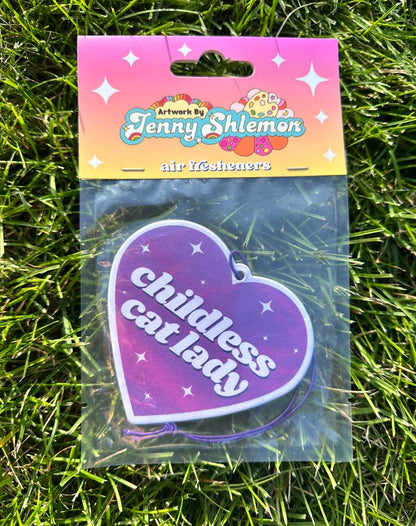 Artwork By
Jenny Shlemon
air fresheners
childless
cat lady